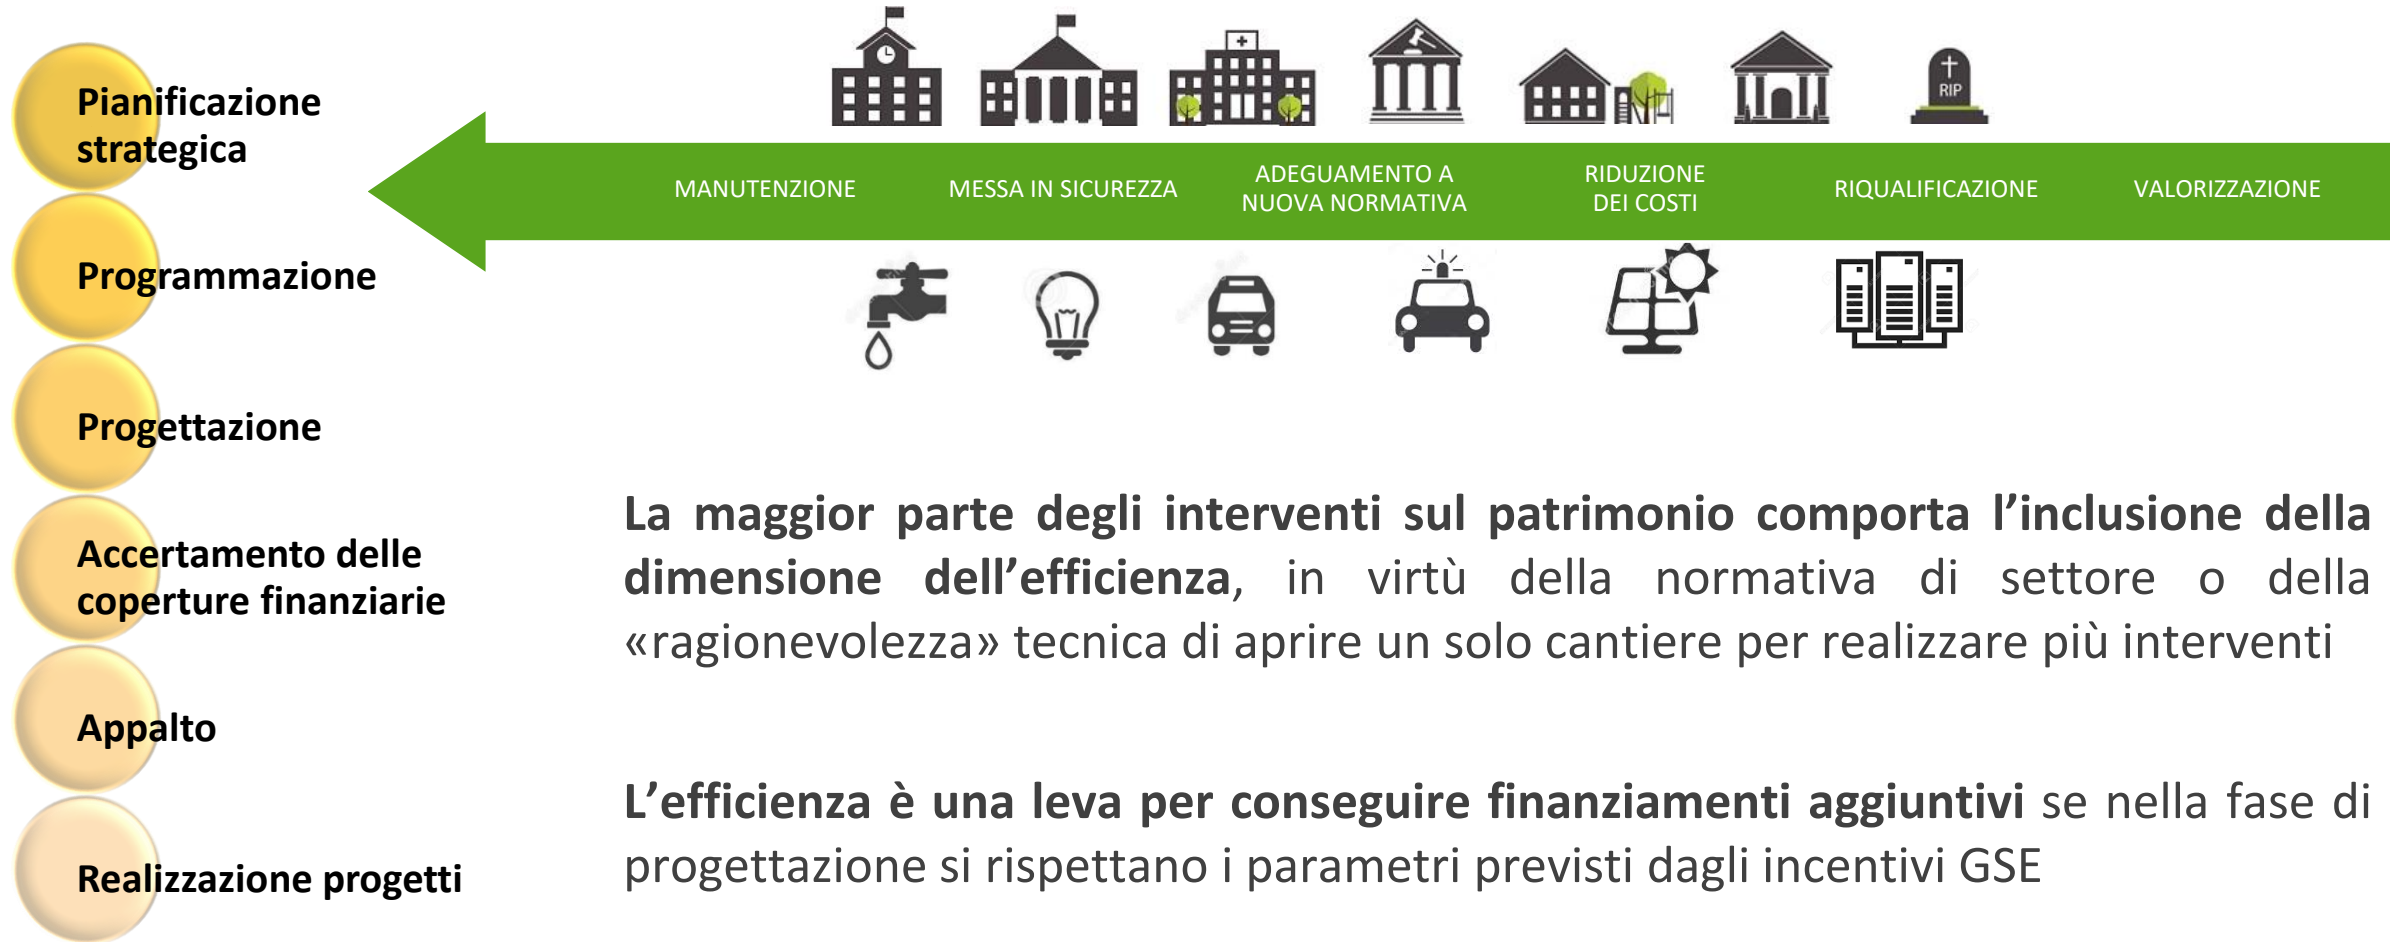 Pianificazione
strategica
Programmazione
Progettazione
Accertamento delle
coperture finanziarie
Appalto
Realizzazione progetti
RIP
MANUTENZIONE
MESSA IN SICUREZZA
ADEGUAMENTO A
NUOVA NORMATIVA
RIDUZIONE
DEI COSTI
RIQUALIFICAZIONE
VALORIZZAZIONE
La maggior parte degli interventi sul patrimonio comporta l’inclusione della
dimensione dell’efficienza, in virtù della normativa di settore o della
«ragionevolezza» tecnica di aprire un solo cantiere per realizzare più interventi
L’efficienza è una leva per conseguire finanziamenti aggiuntivi se nella fase di
progettazione si rispettano i parametri previsti dagli incentivi GSE